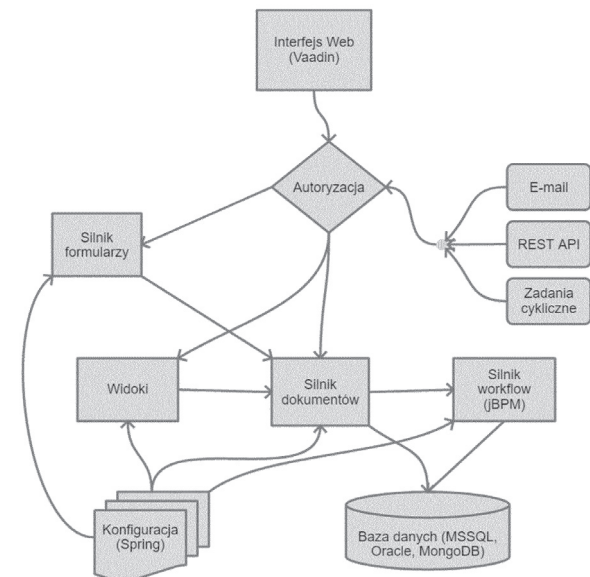 Interfejs Web
(Vaadin)
Autoryzacja
E-mail
REST API
Zadania
cykliczne
Silnik
formularzy
Widoki
Silnik
dokumentów
Silnik
workflow
(jBPM)
Konfiguracja
(Spring)
Baza danych (MSSQL,
Oracle, MongoDB)